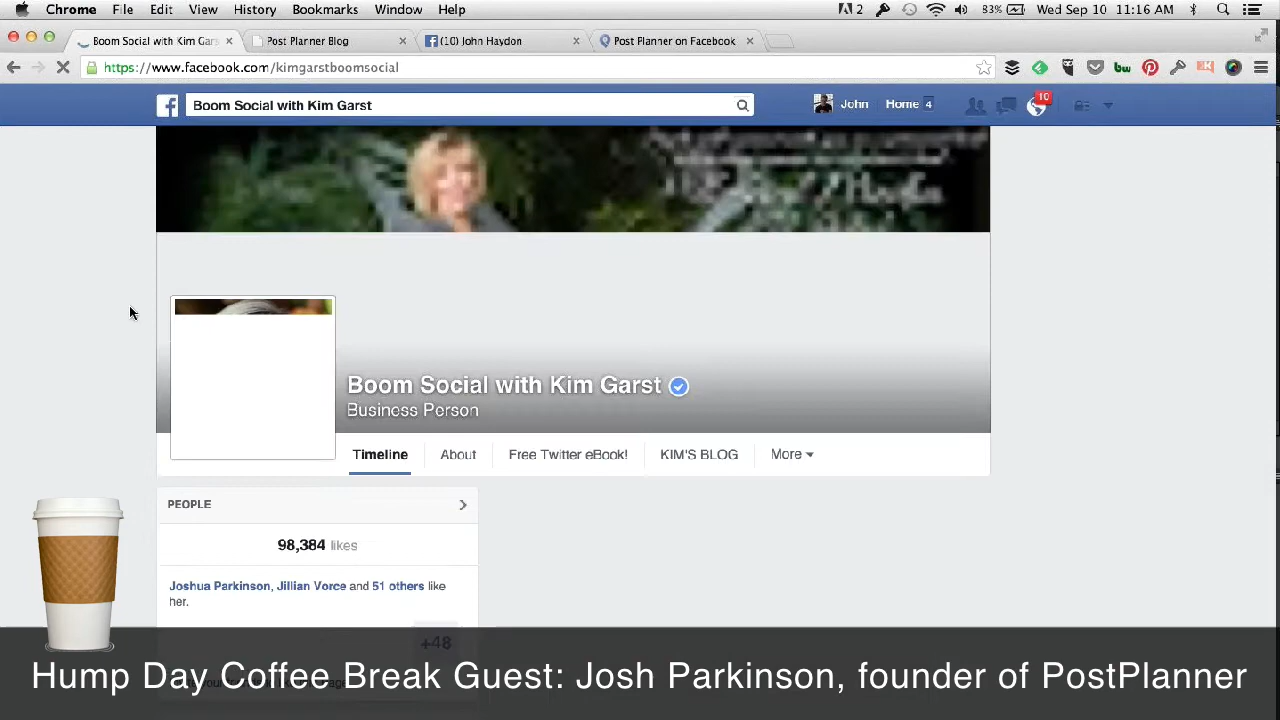 Chrome File Edit View History Bookmarks Window Help 2 83% Wed Sep 10 11:16 AM
Boom Social with Kim Gars Post Planner Blog (10) John Haydon Post Planner on Facebook
https://www.facebook.com/kimgarstboomsocial bw
Boom Social with Kim Garst John Home 4 10
Boom Social with Kim Garst
Business Person
Timeline About Free Twitter eBook! KIM'S BLOG More
PEOPLE
98,384 likes
Joshua Parkinson, Jillian Vorce and 51 others like
her.
+48
Hump Day Coffee Break Guest: Josh Parkinson, founder of PostPlanner